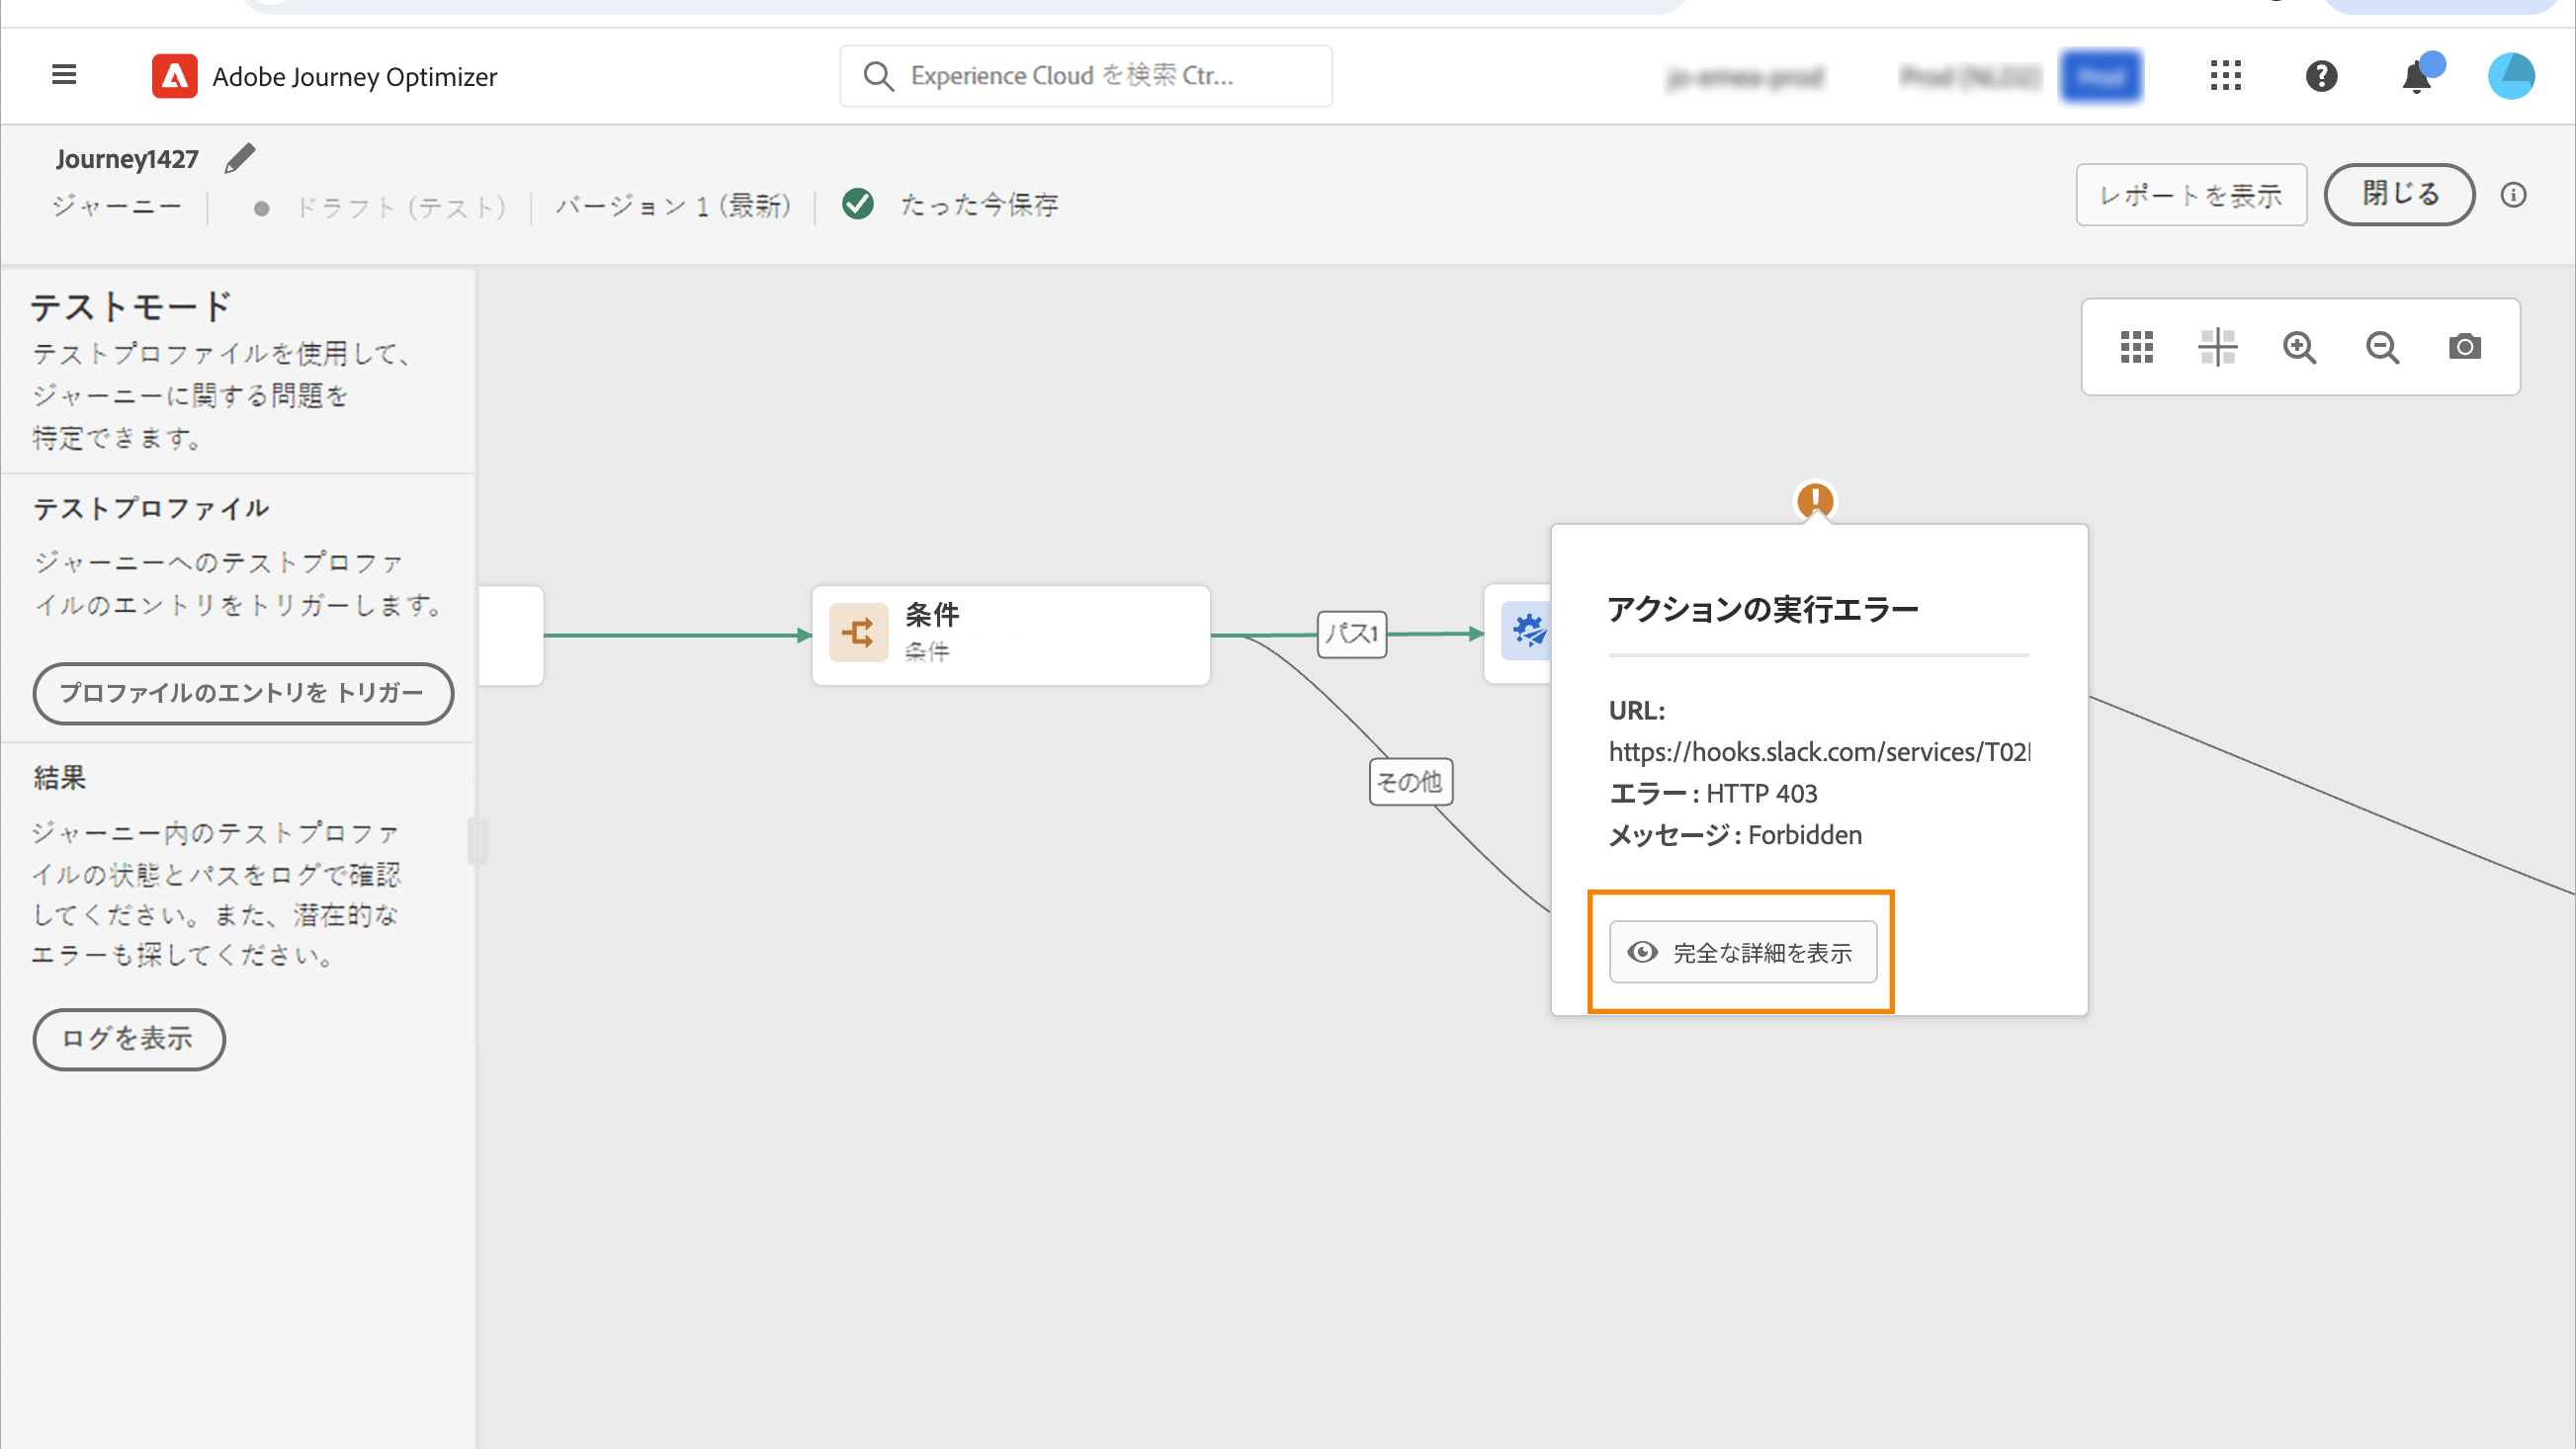 Adobe Journey Optimizer
Experience Cloud を検索 Ctr...
Journey1427
ジャーニー
ドラフト (テスト)
バージョン 1 (最新)
たった今保存
レポートを表示
閉じる
テストモード
テストプロファイルを使用して、
ジャーニーに関する問題を
特定できます。
テストプロファイル
ジャーニーへのテストプロファ
イルのエントリをトリガーします。
プロファイルのエントリを トリガー
結果
ジャーニー内のテストプロファ
イルの状態とパスをログで確認
してください。また、潜在的な
エラーも探してください。
ログを表示
条件
条件
パス1
その他
アクションの実行エラー
URL:
https://hooks.slack.com/services/T02
エラー : HTTP 403
メッセージ : Forbidden
完全な詳細を表示